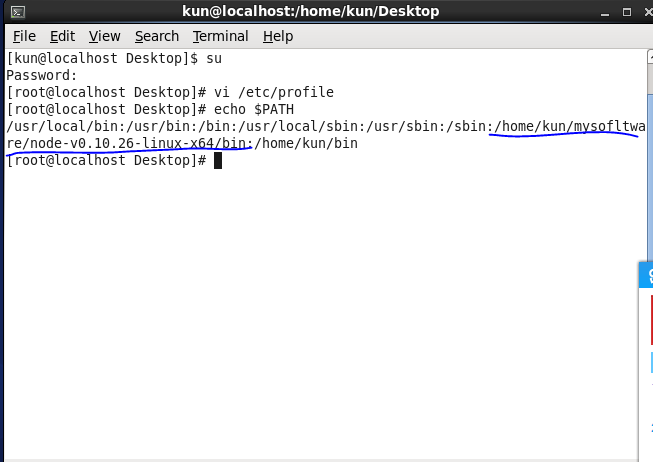 kun@localhost:/home/kun/Desktop
File Edit View Search Terminal Help
[kun@localhost Desktop]$ su
Password:
[root@localhost Desktop]# vi /etc/profile
[root@localhost Desktop]# echo $PATH
/usr/local/bin:/usr/bin:/bin:/usr/local/sbin:/usr/sbin:/sbin:/home/kun/mysofltwa
re/node-v0.10.26-linux-x64/bin:/home/kun/bin
[root@localhost Desktop]#